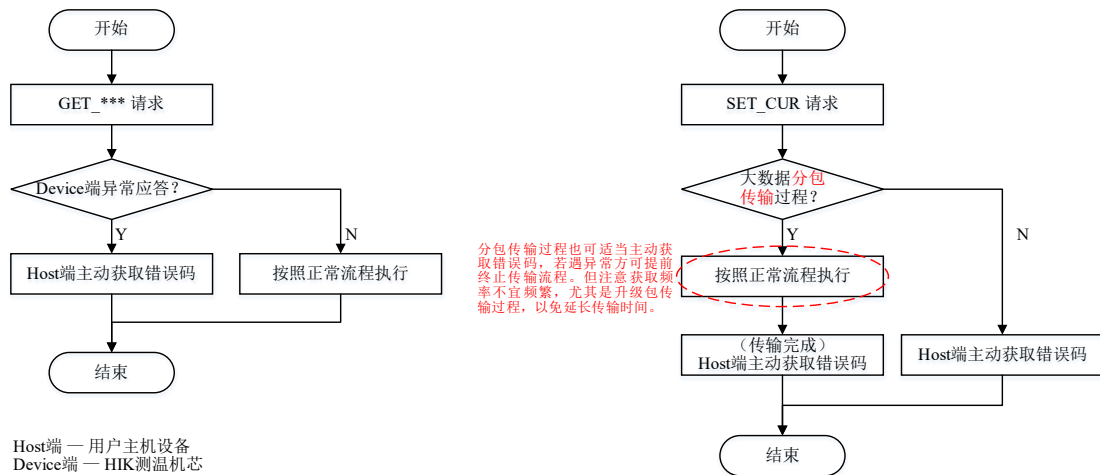 开始
GET_*** 请求
Device端异常应答？
Y
N
Host端主动获取错误码
按照正常流程执行
结束
Host端 — 用户主机设备
Device端 — HIK测温机芯
开始
SET_CUR 请求
大数据分包
传输过程？
Y
N
分包传输过程也可适当主动获
取错误码，若遇异常方可提前
终止传输流程。但注意获取频
率不宜频繁，尤其是升级包传
输过程，以免延长传输时间。
按照正常流程执行
（传输完成）
Host端主动获取错误码
Host端主动获取错误码
结束